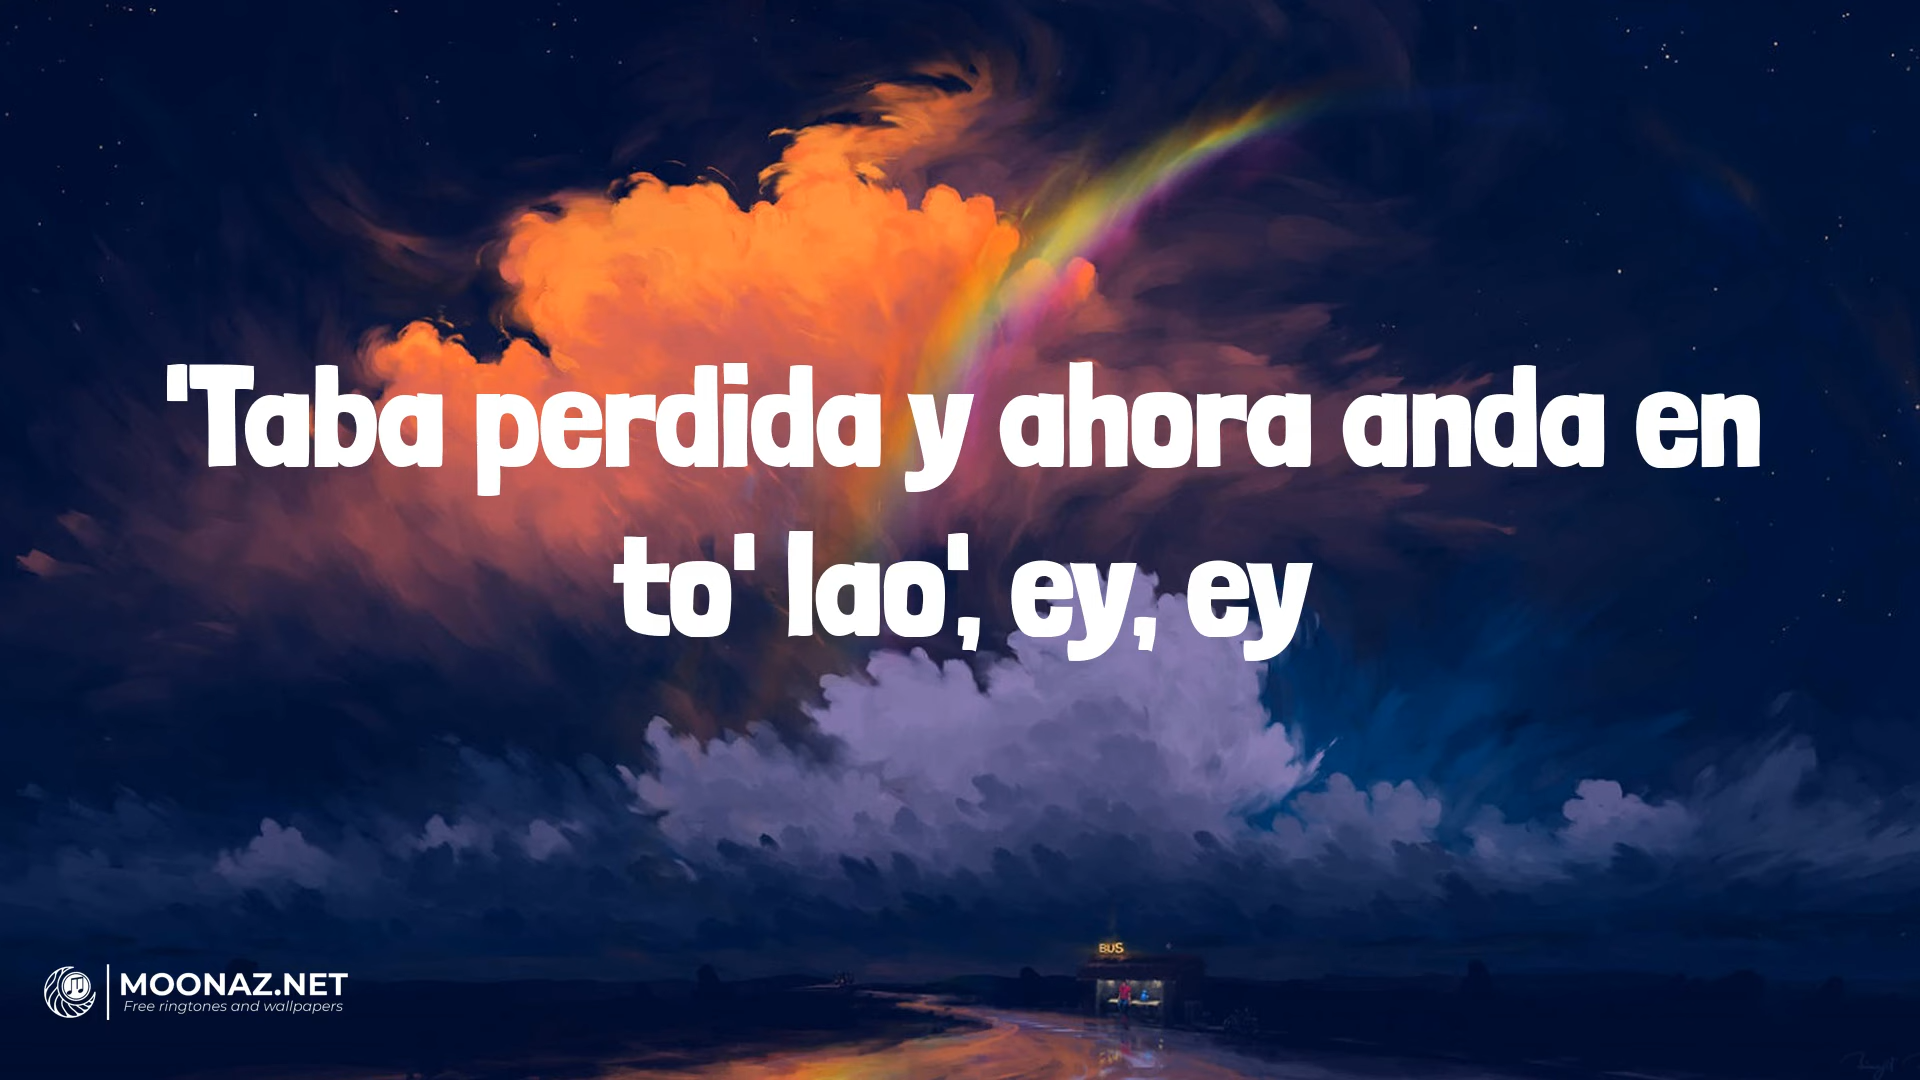 'Taba perdida y ahora anda en
to' lao', ey, ey
BUS
MOONAZ.NET
Free ringtones and wallpapers